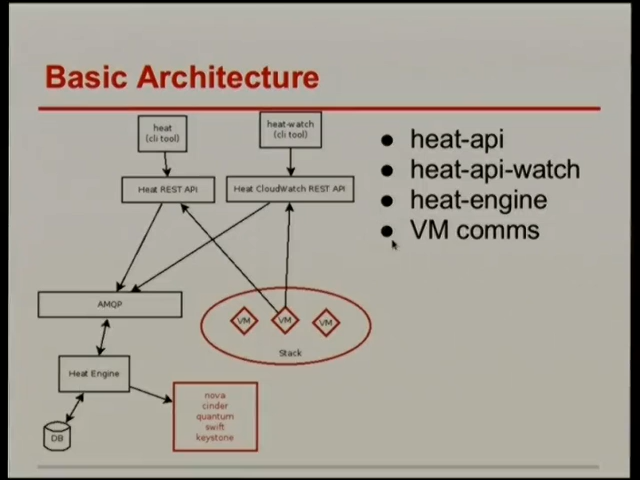 Basic Architecture
heat
(cli tool)
heat-watch
(cli tool)
Heat REST API
Heat CloudWatch REST API
AMQP
VM
VM
VM
Stack
Heat Engine
DB
nova
cinder
quantum
swift
keystone
heat-api
heat-api-watch
heat-engine
VM comms